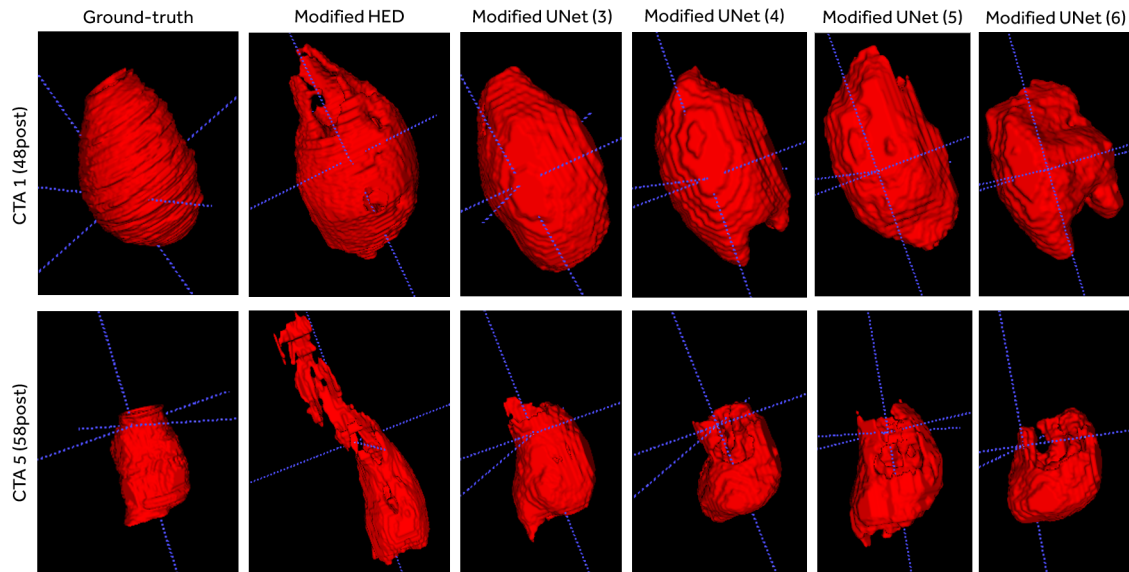 Ground-truth
Modified HED
Modified UNet (3)
Modified UNet (4)
Modified UNet (5)
Modified UNet (6)
CTA 1 (48post)
CTA 5 (58post)